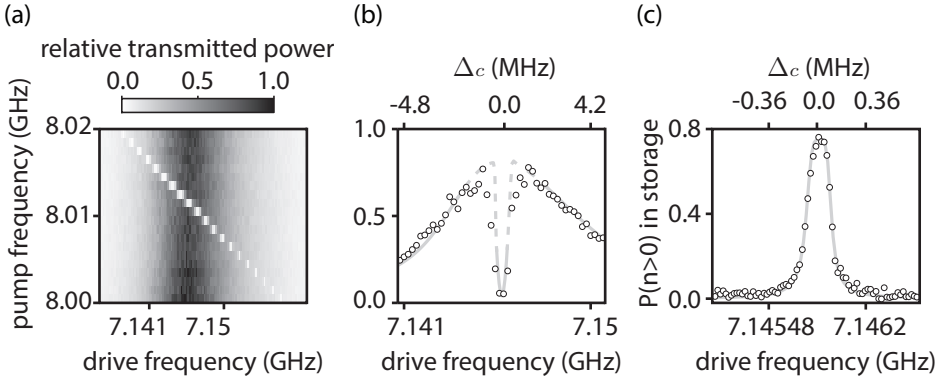 (a)
relative transmitted power
0.0 0.5 1.0
pump frequency (GHz)
8.02
8.01
8.00
7.141 7.15
drive frequency (GHz)
(b)
Δc (MHz)
-4.8 0.0 4.2
1.0
0.5
0.0
7.141 7.15
drive frequency (GHz)
(c)
Δc (MHz)
-0.36 0.0 0.36
P(n>0) in storage
0.8
0.4
0.0
7.14548 7.1462
drive frequency (GHz)